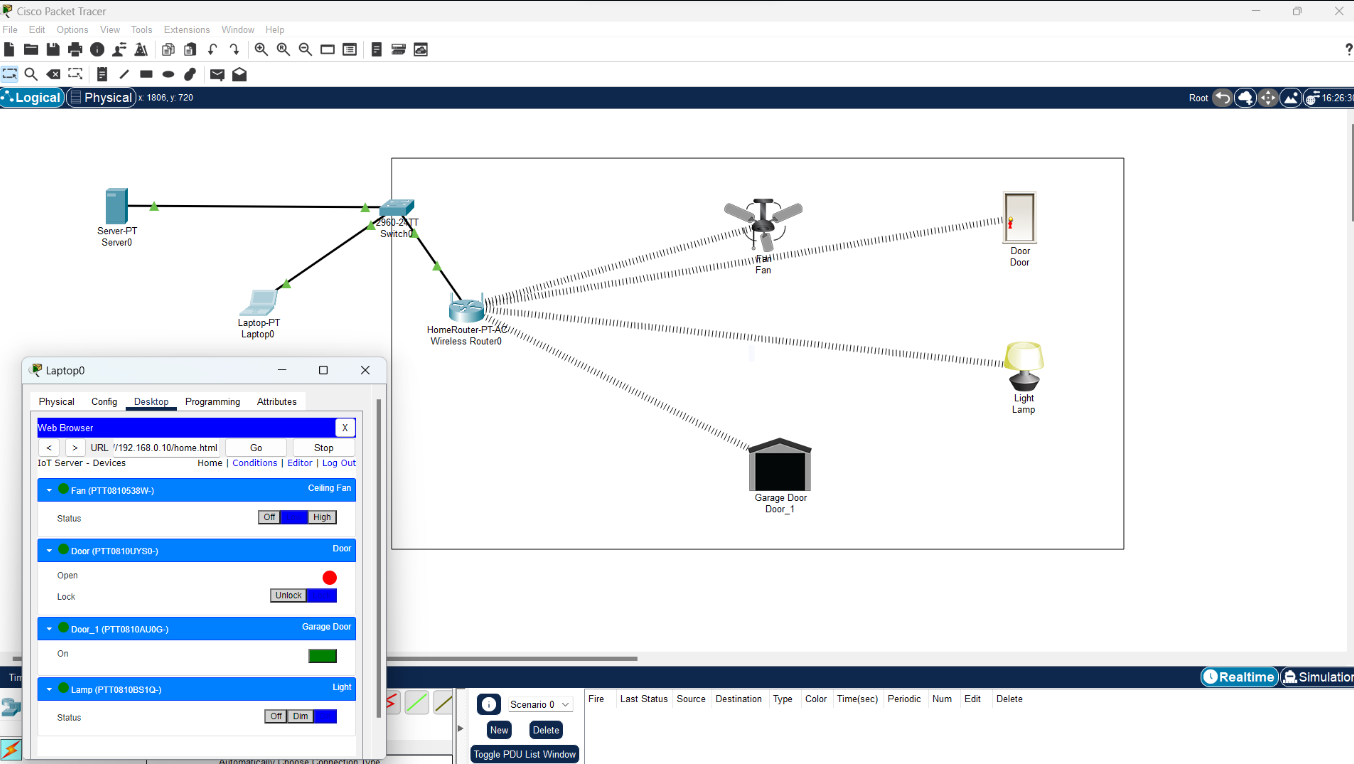 Cisco Packet Tracer
File Edit Options View Tools Extensions Window Help
?
Logical Physical x: 1806, y: 720 Root 16:26:30
Server-PT
Server0
2960-24TT
Switch0
Laptop-PT
Laptop0
HomeRouter-PT-AC
Wireless Router0
Fan
Fan
Door
Door
Light
Lamp
Garage Door
Door_1
Laptop0
Physical Config Desktop Programming Attributes
Web Browser X
< > URL //192.168.0.10/home.html Go Stop
IoT Server - Devices Home | Conditions | Editor | Log Out
Fan (PTT0810538W-) Ceiling Fan
Status Off High
Door (PTT0810UYS0-) Door
Open
Lock Unlock
Door_1 (PTT0810AU0G-) Garage Door
On
Lamp (PTT0810BS1Q-) Light
Status Off Dim
Tim
Realtime Simulation
Scenario 0
New Delete
Toggle PDU List Window
Fire Last Status Source Destination Type Color Time(sec) Periodic Num Edit Delete
Automatically Choose Connection Type